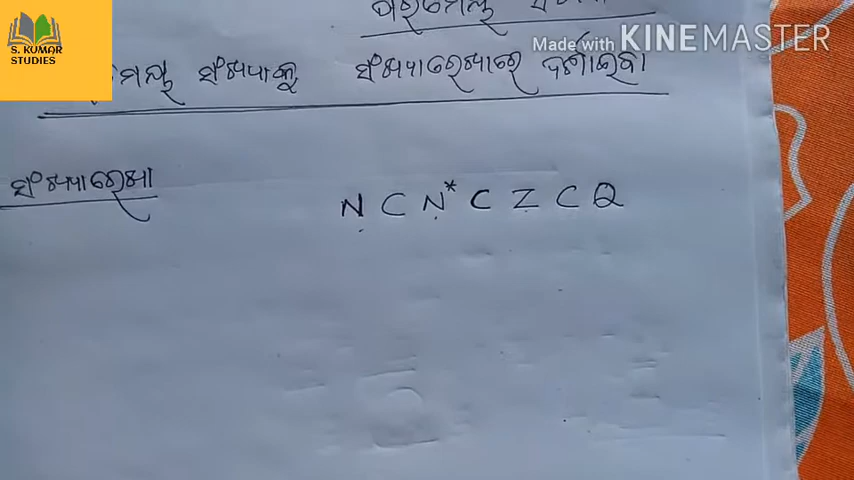 S. KUMAR
STUDIES
Made with KINEMASTER
ସଂଖ୍ୟାକୁ ସଂଖ୍ୟାରେଖାରେ ଦର୍ଶାଇବା
ସଂଖ୍ୟାରେଖା
N ⊂ N* ⊂ Z ⊂ Q